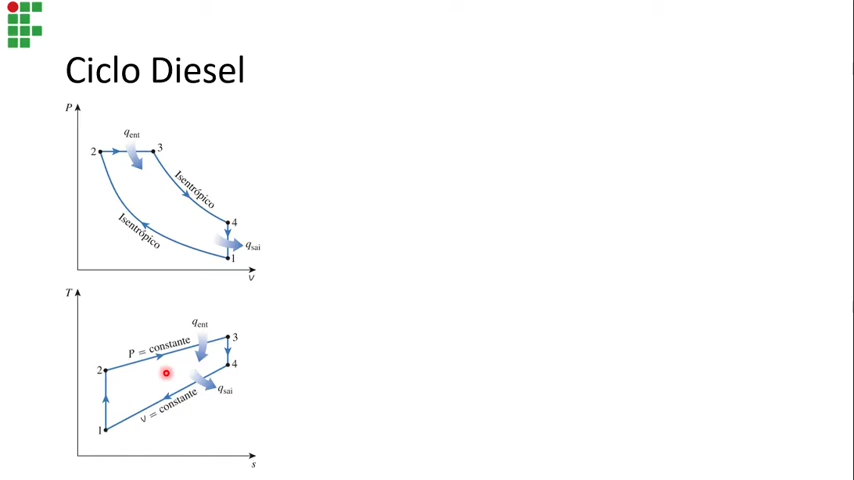 Ciclo Diesel
P
q_ent
2
3
Isentrópico
Isentrópico
4
q_sai
1
v
T
q_ent
P = constante
3
2
4
q_sai
v = constante
1
s